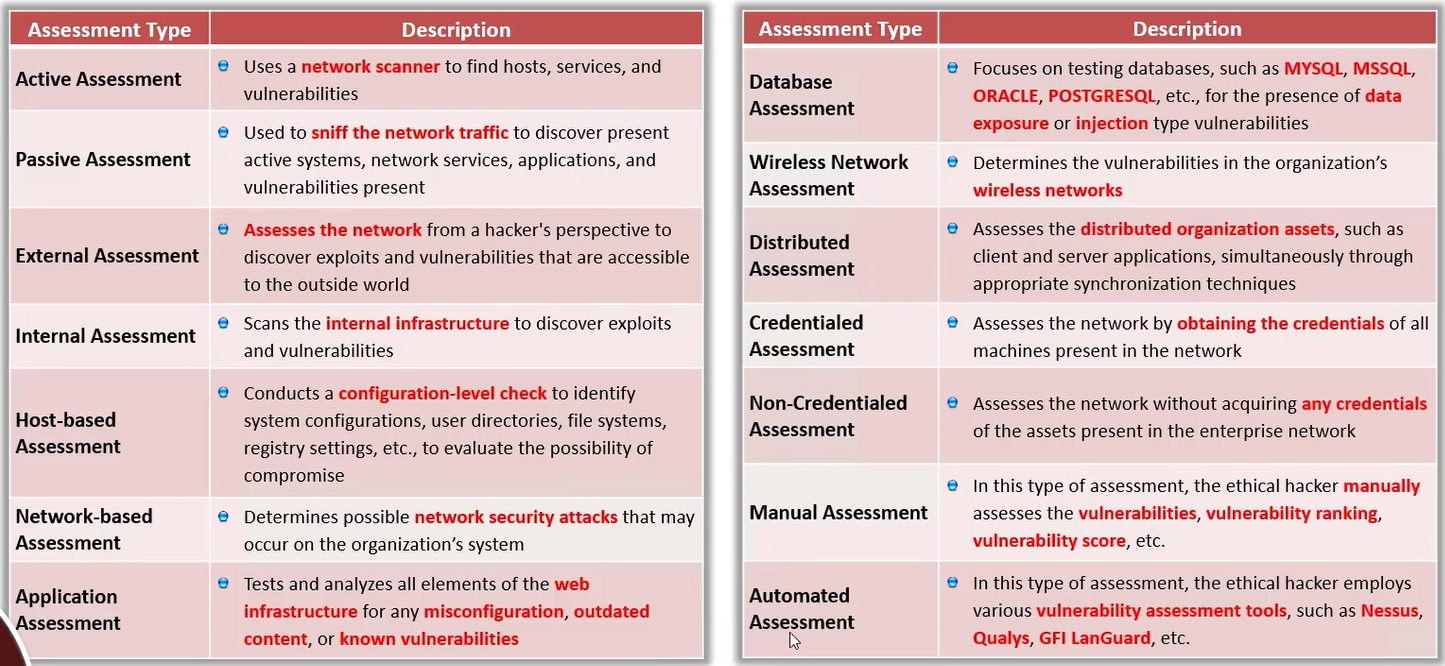 Assessment Type
Description
Active Assessment
Uses a network scanner to find hosts, services, and
vulnerabilities
Passive Assessment
Used to sniff the network traffic to discover present
active systems, network services, applications, and
vulnerabilities present
External Assessment
Assesses the network from a hacker's perspective to
discover exploits and vulnerabilities that are accessible
to the outside world
Internal Assessment
Scans the internal infrastructure to discover exploits
and vulnerabilities
Host-based
Assessment
Conducts a configuration-level check to identify
system configurations, user directories, file systems,
registry settings, etc., to evaluate the possibility of
compromise
Network-based
Assessment
Determines possible network security attacks that may
occur on the organization’s system
Application
Assessment
Tests and analyzes all elements of the web
infrastructure for any misconfiguration, outdated
content, or known vulnerabilities
Assessment Type
Description
Database
Assessment
Focuses on testing databases, such as MYSQL, MSSQL,
ORACLE, POSTGRESQL, etc., for the presence of data
exposure or injection type vulnerabilities
Wireless Network
Assessment
Determines the vulnerabilities in the organization’s
wireless networks
Distributed
Assessment
Assesses the distributed organization assets, such as
client and server applications, simultaneously through
appropriate synchronization techniques
Credentialed
Assessment
Assesses the network by obtaining the credentials of all
machines present in the network
Non-Credentialed
Assessment
Assesses the network without acquiring any credentials
of the assets present in the enterprise network
Manual Assessment
In this type of assessment, the ethical hacker manually
assesses the vulnerabilities, vulnerability ranking,
vulnerability score, etc.
Automated
Assessment
In this type of assessment, the ethical hacker employs
various vulnerability assessment tools, such as Nessus,
Qualys, GFI LanGuard, etc.